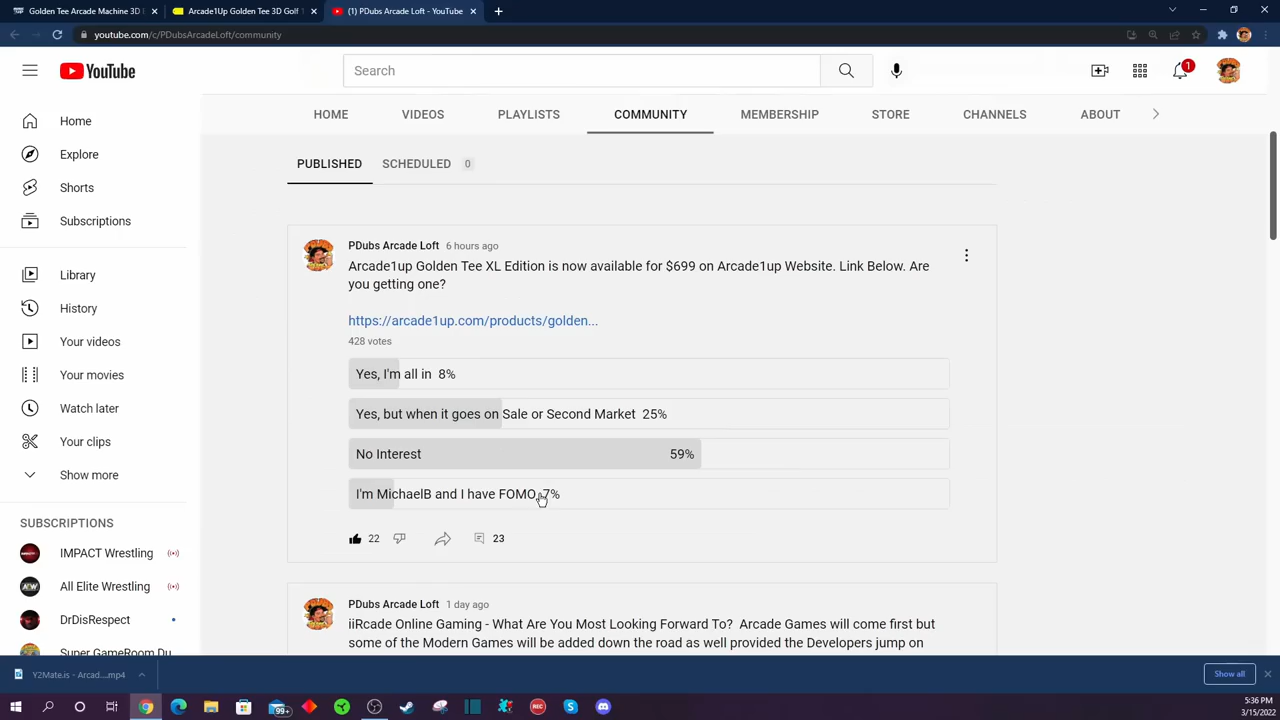 Golden Tee Arcade Machine 3D
Arcade1Up Golden Tee 3D Golf
(1) PDubs Arcade Loft - YouTube
youtube.com/c/PDubsArcadeLoft/community
YouTube
Search
1
HOME VIDEOS PLAYLISTS COMMUNITY MEMBERSHIP STORE CHANNELS ABOUT
Home
Explore
Shorts
Subscriptions
Library
History
Your videos
Your movies
Watch later
Your clips
Show more
SUBSCRIPTIONS
IMPACT Wrestling
All Elite Wrestling
DrDisRespect
Super GameRoom Du
PUBLISHED SCHEDULED 0
PDubs Arcade Loft 6 hours ago
Arcade1up Golden Tee XL Edition is now available for $699 on Arcade1up Website. Link Below. Are
you getting one?
https://arcade1up.com/products/golden...
428 votes
Yes, I'm all in 8%
Yes, but when it goes on Sale or Second Market 25%
No Interest 59%
I'm MichaelB and I have FOMO 7%
22 23
PDubs Arcade Loft 1 day ago
iiRcade Online Gaming - What Are You Most Looking Forward To? Arcade Games will come first but
some of the Modern Games will be added down the road as well provided the Developers jump on
Y2Mate.is - Arcad....mp4
Show all
99+
REC
5:36 PM
3/15/2022